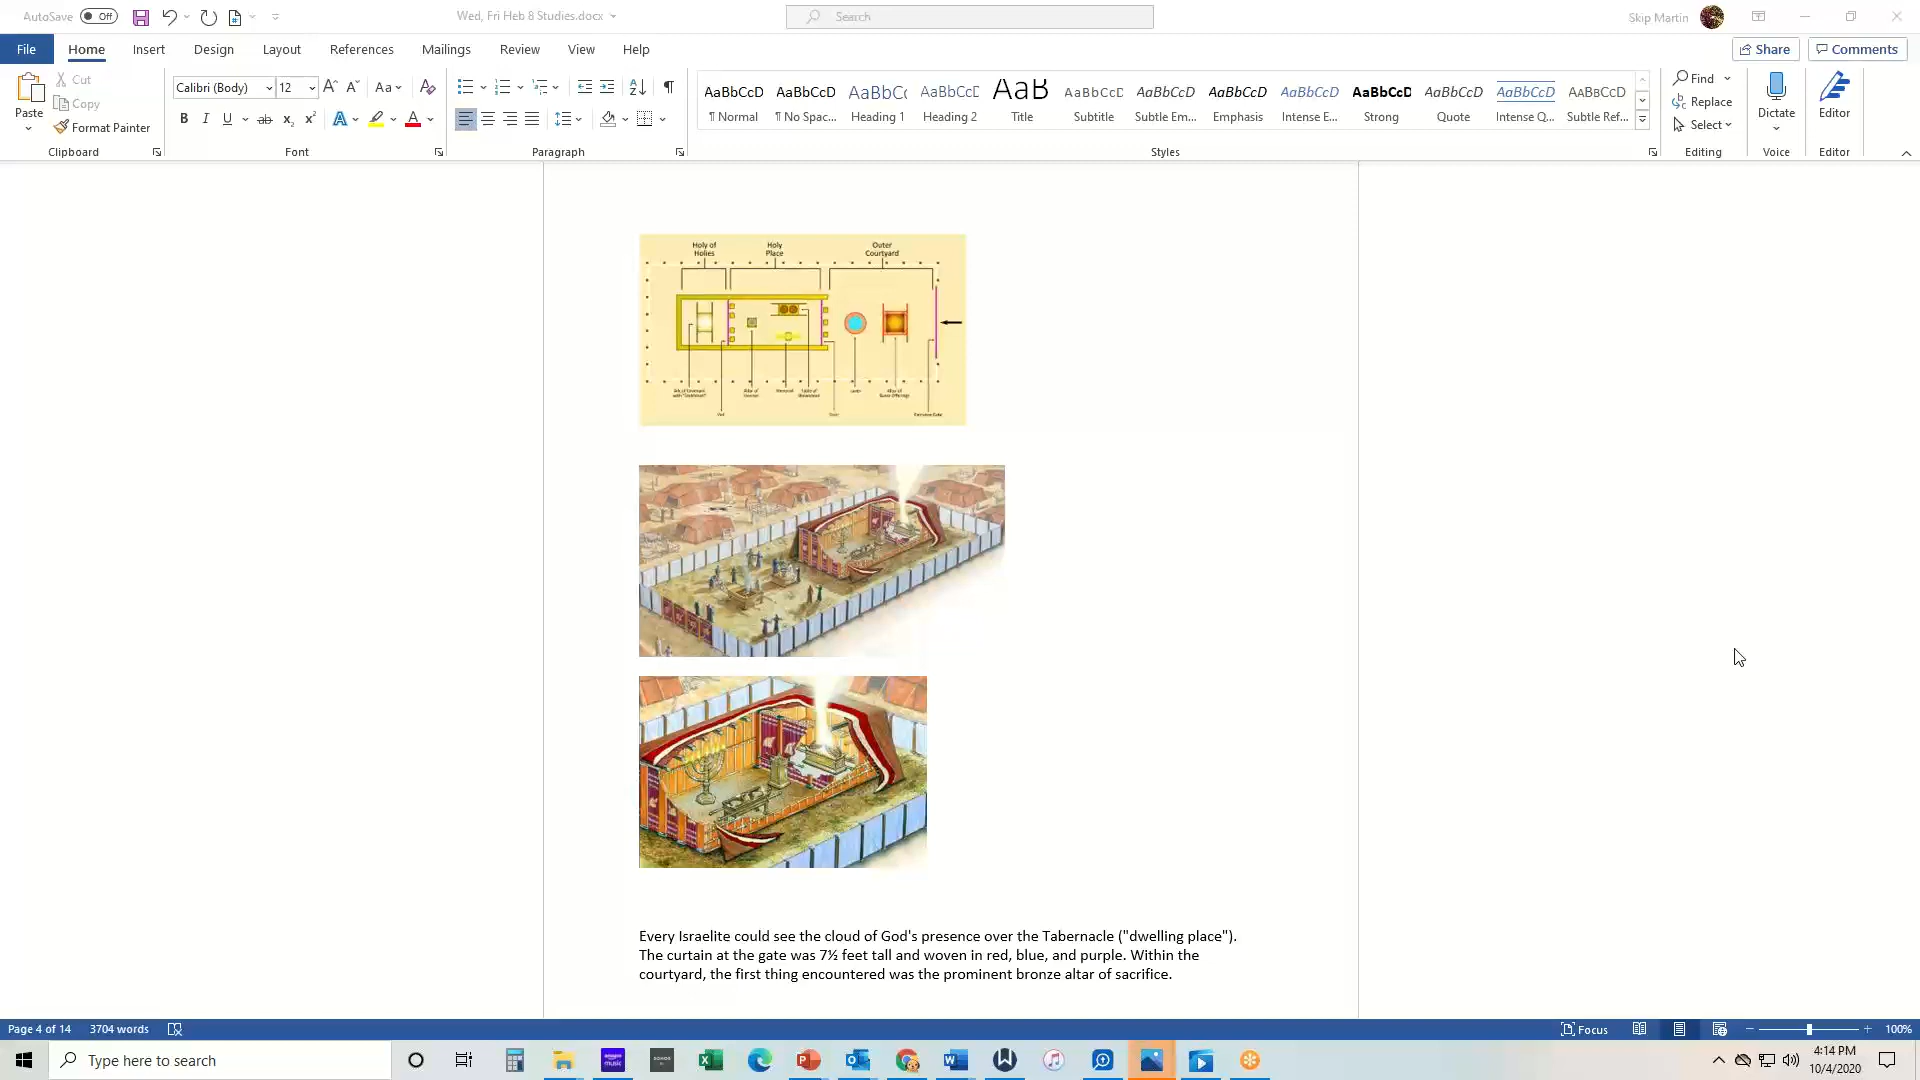 AutoSave Off
Wed, Fri Heb 8 Studies.docx
Search
Skip Martin
File Home Insert Design Layout References Mailings Review View Help
Share Comments
Paste
Cut
Copy
Format Painter
Clipboard
Calibri (Body) 12
Font
Paragraph
AaBbCcD AaBbCcD AaBbCc AaBbCcD AaB AaBbCcD AaBbCcD AaBbCcD AaBbCcD AaBbCcD AaBbCcD AaBbCcD AaBbCcD
¶ Normal ¶ No Spac... Heading 1 Heading 2 Title Subtitle Subtle Em... Emphasis Intense E... Strong Quote Intense Q... Subtle Ref...
Styles
Find
Replace
Select
Editing
Dictate
Voice
Editor
Editor
Holy of Holies
Holy Place
Outer Courtyard
Veil
Every Israelite could see the cloud of God's presence over the Tabernacle ("dwelling place").
The curtain at the gate was 7½ feet tall and woven in red, blue, and purple. Within the
courtyard, the first thing encountered was the prominent bronze altar of sacrifice.
Page 4 of 14 3704 words
Focus
100%
Type here to search
4:14 PM
10/4/2020